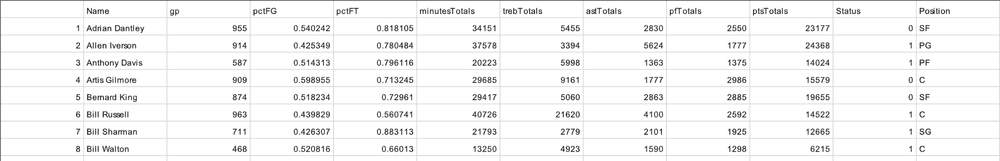 Name gp pctFG pctFT minutesTotals trebTotals astTotals pfTotals ptsTotals Status Position
1 Adrian Dantley 955 0.540242 0.818105 34151 5455 2830 2550 23177 0 SF
2 Allen Iverson 914 0.425349 0.780484 37578 3394 5624 1777 24368 1 PG
3 Anthony Davis 587 0.514313 0.796116 20223 5998 1363 1375 14024 1 PF
4 Artis Gilmore 909 0.598955 0.713245 29685 9161 1777 2986 15579 0 C
5 Bernard King 874 0.518234 0.72961 29417 5060 2863 2885 19655 0 SF
6 Bill Russell 963 0.439829 0.560741 40726 21620 4100 2592 14522 1 C
7 Bill Sharman 711 0.426307 0.883113 21793 2779 2101 1925 12665 1 SG
8 Bill Walton 468 0.520816 0.66013 13250 4923 1590 1298 6215 1 C